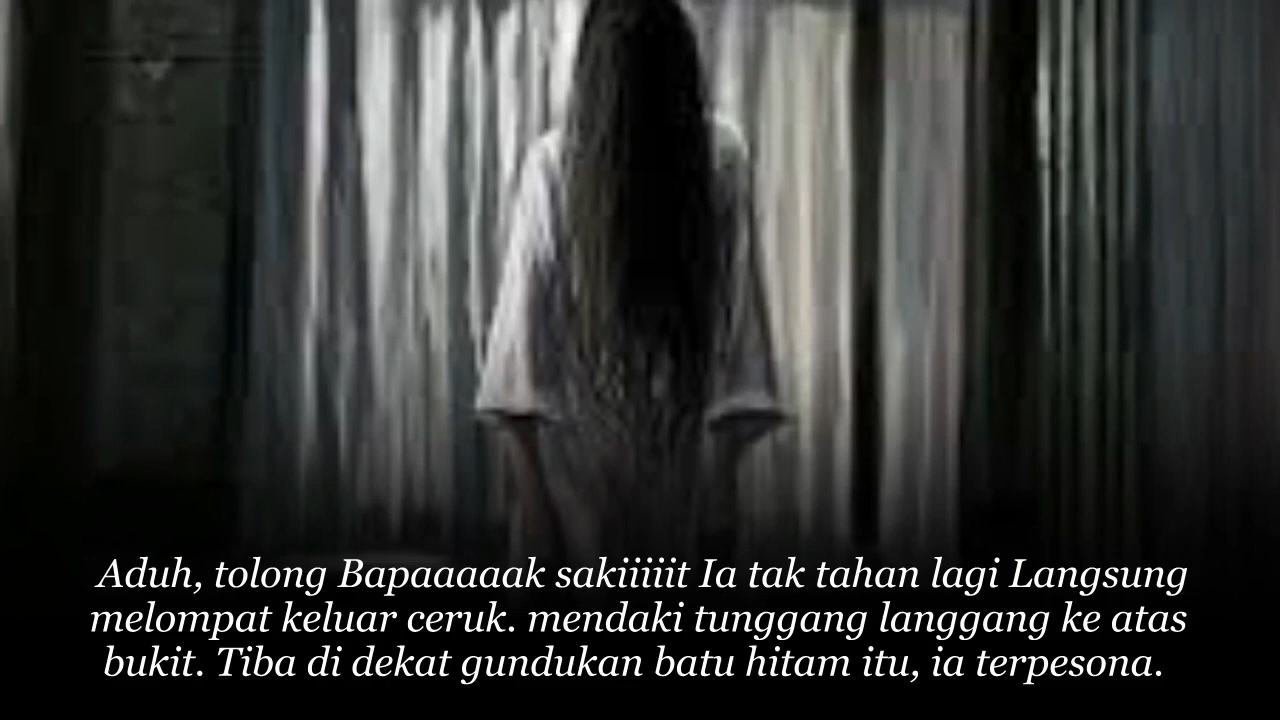 Aduh, tolong Bapaaaaak sakiiiiit Ia tak tahan lagi Langsung
melompat keluar ceruk. mendaki tunggang langgang ke atas
bukit. Tiba di dekat gundukan batu hitam itu, ia terpesona.